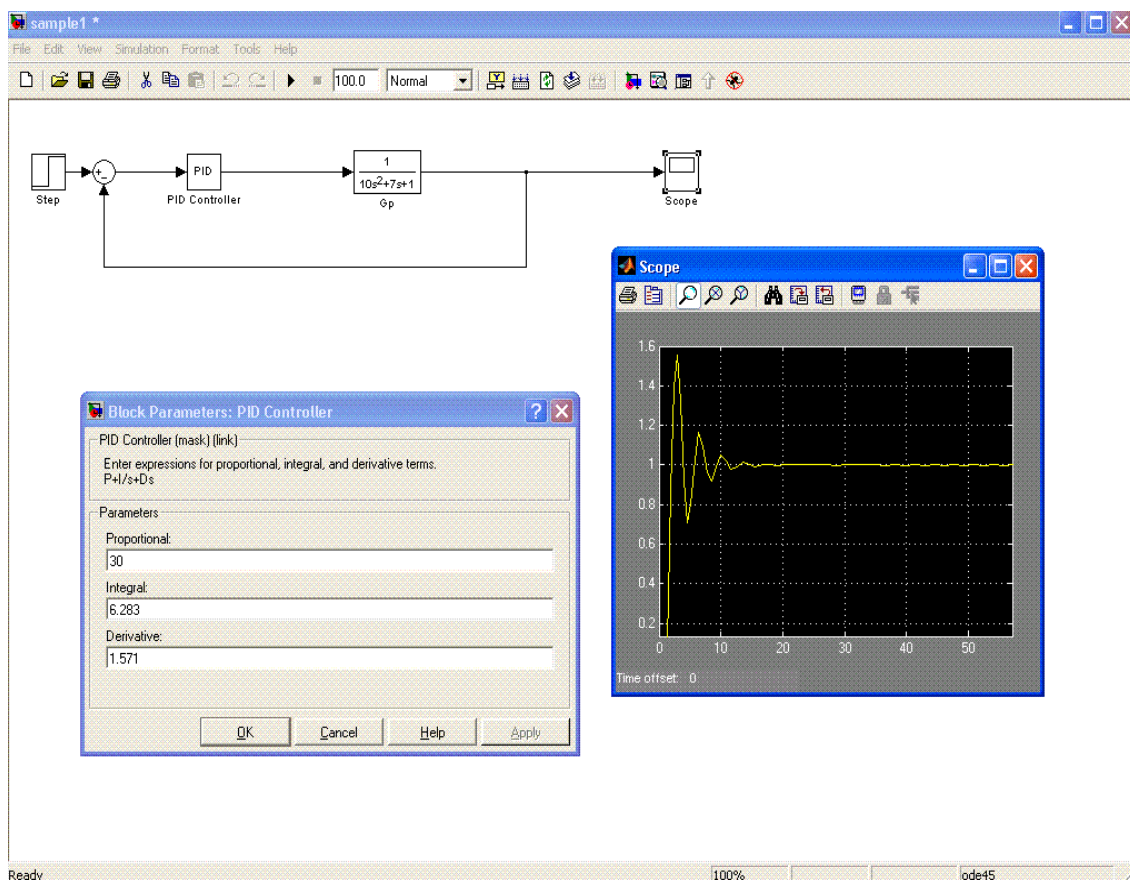 sample1 *
File Edit View Simulation Format Tools Help
100.0 Normal
Step
+-
PID
PID Controller
1
10s²+7s+1
Gp
Scope
Scope
1.6
1.4
1.2
1
0.8
0.6
0.4
0.2
0 10 20 30 40 50
Time offset: 0
Block Parameters: PID Controller
PID Controller (mask) (link)
Enter expressions for proportional, integral, and derivative terms.
P+I/s+Ds
Parameters
Proportional:
30
Integral:
6.283
Derivative:
1.571
OK Cancel Help Apply
Ready 100% ode45